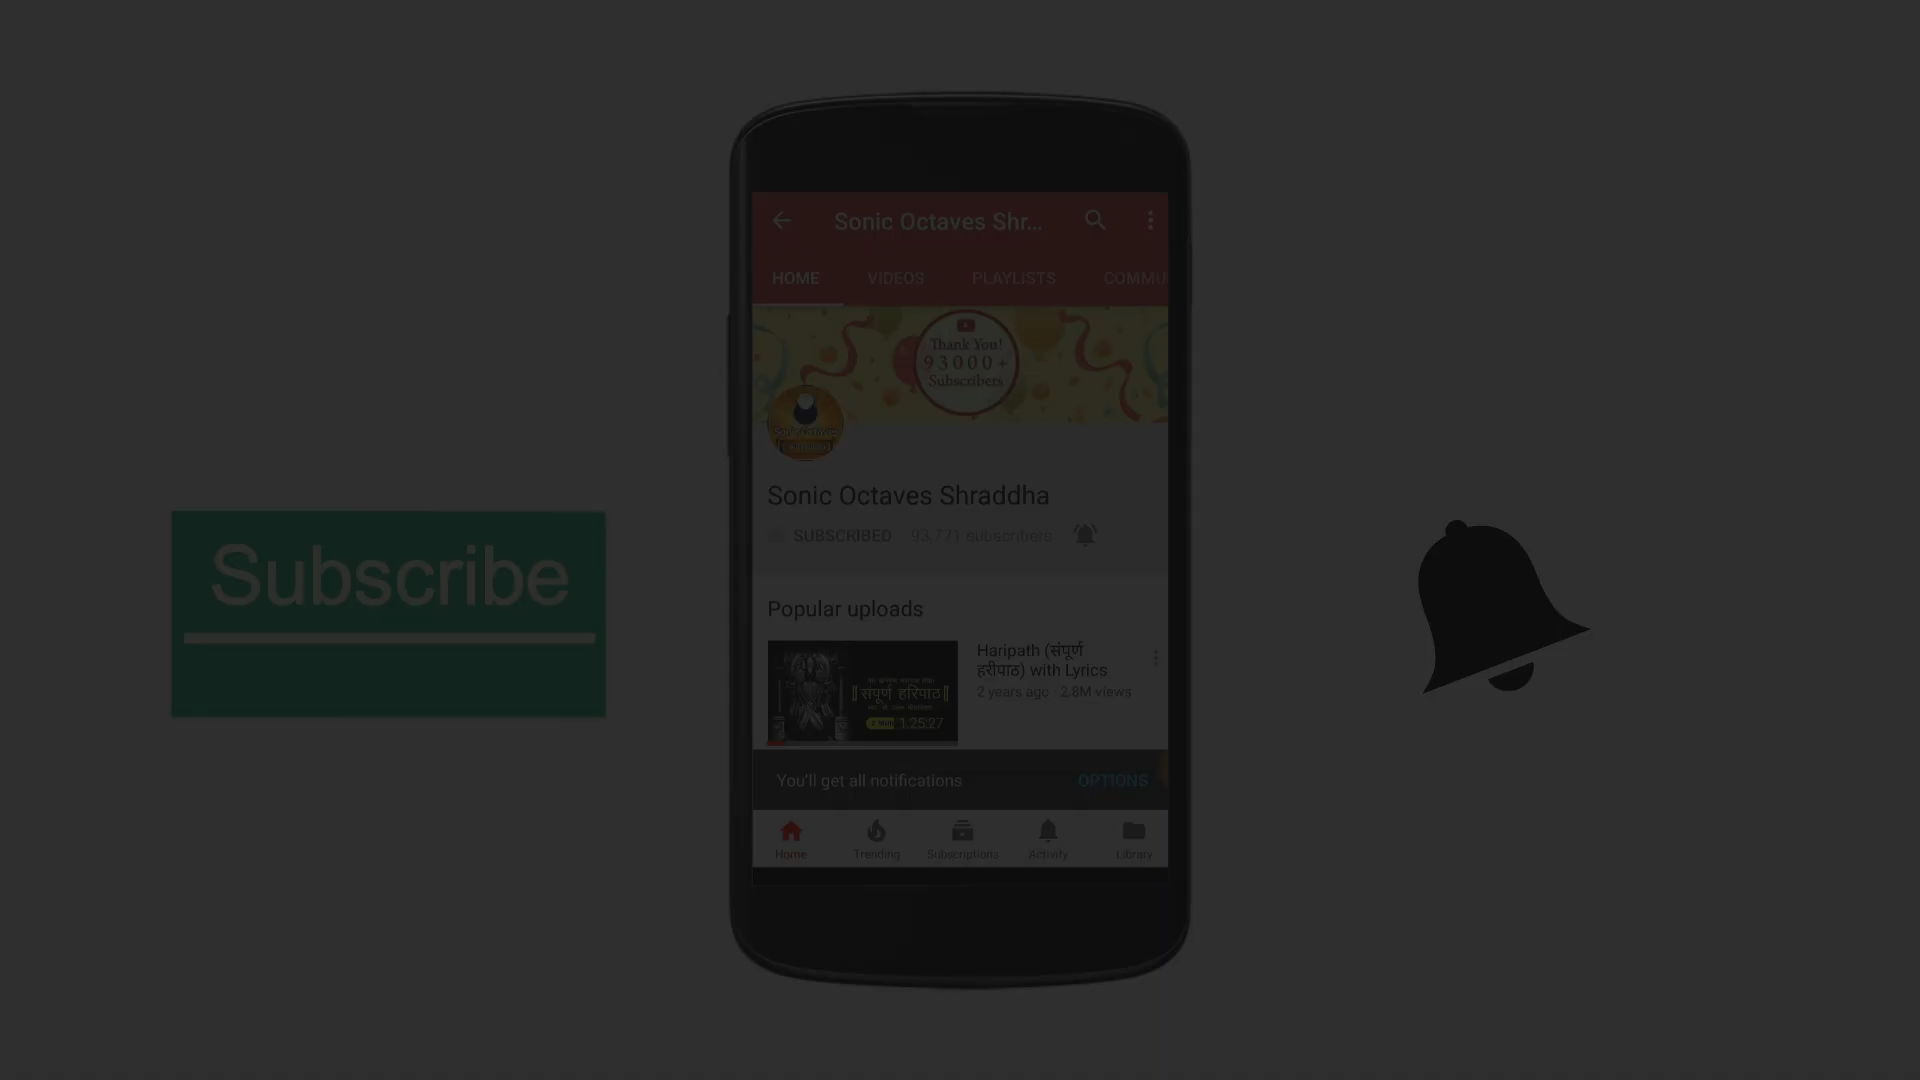 Sonic Octaves Shr...
HOME VIDEOS PLAYLISTS COMMU
Thank You!
93000+
Subscribers
Sonic Octaves Shraddha
SUBSCRIBED 93,771 subscribers
Subscribe
Popular uploads
Haripath (संपूर्ण
हरीपाठ) with Lyrics
2 years ago · 2.8M views
॥संपूर्ण हरिपाठ॥
1:25:27
You'll get all notifications OPTIONS
Home Trending Subscriptions Activity Library